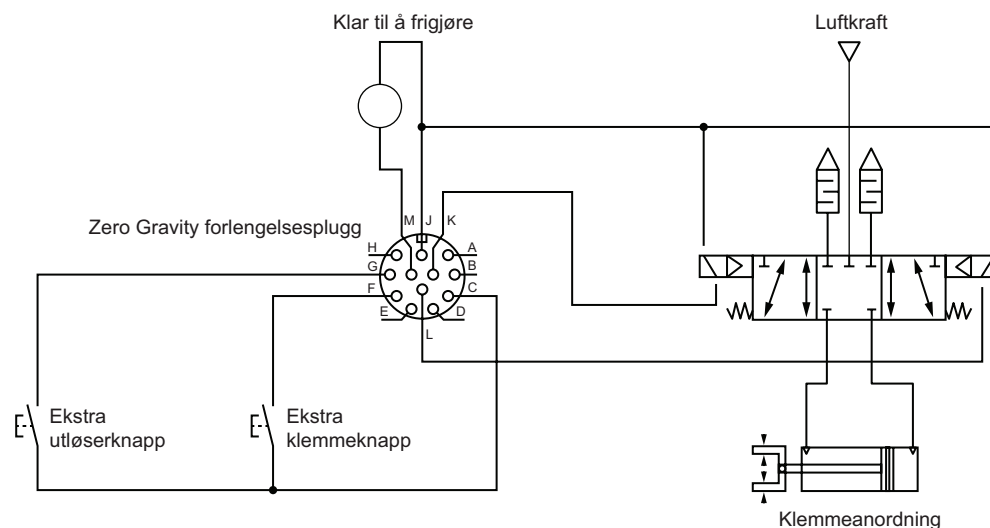 Klar til å frigjøre
Luftkraft
Zero Gravity forlengelsesplugg
M
J
K
H
A
G
B
F
C
E
D
L
Ekstra
utløserknapp
Ekstra
klemmeknapp
Klemmeanordning